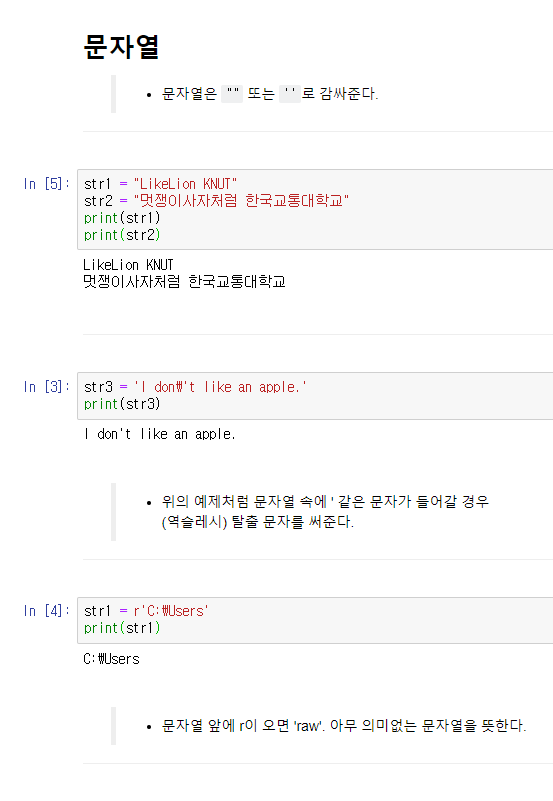 문자열
• 문자열은 "" 또는 ''로 감싸준다.
In [5]: str1 = "LikeLion KNUT"
str2 = "멋쟁이사자처럼 한국교통대학교"
print(str1)
print(str2)
LikeLion KNUT
멋쟁이사자처럼 한국교통대학교
In [3]: str3 = 'I don₩'t like an apple.'
print(str3)
I don't like an apple.
• 위의 예제처럼 문자열 속에 ' 같은 문자가 들어갈 경우
(역슬레시) 탈출 문자를 써준다.
In [4]: str1 = r'C:₩Users'
print(str1)
C:₩Users
• 문자열 앞에 r이 오면 'raw'. 아무 의미없는 문자열을 뜻한다.